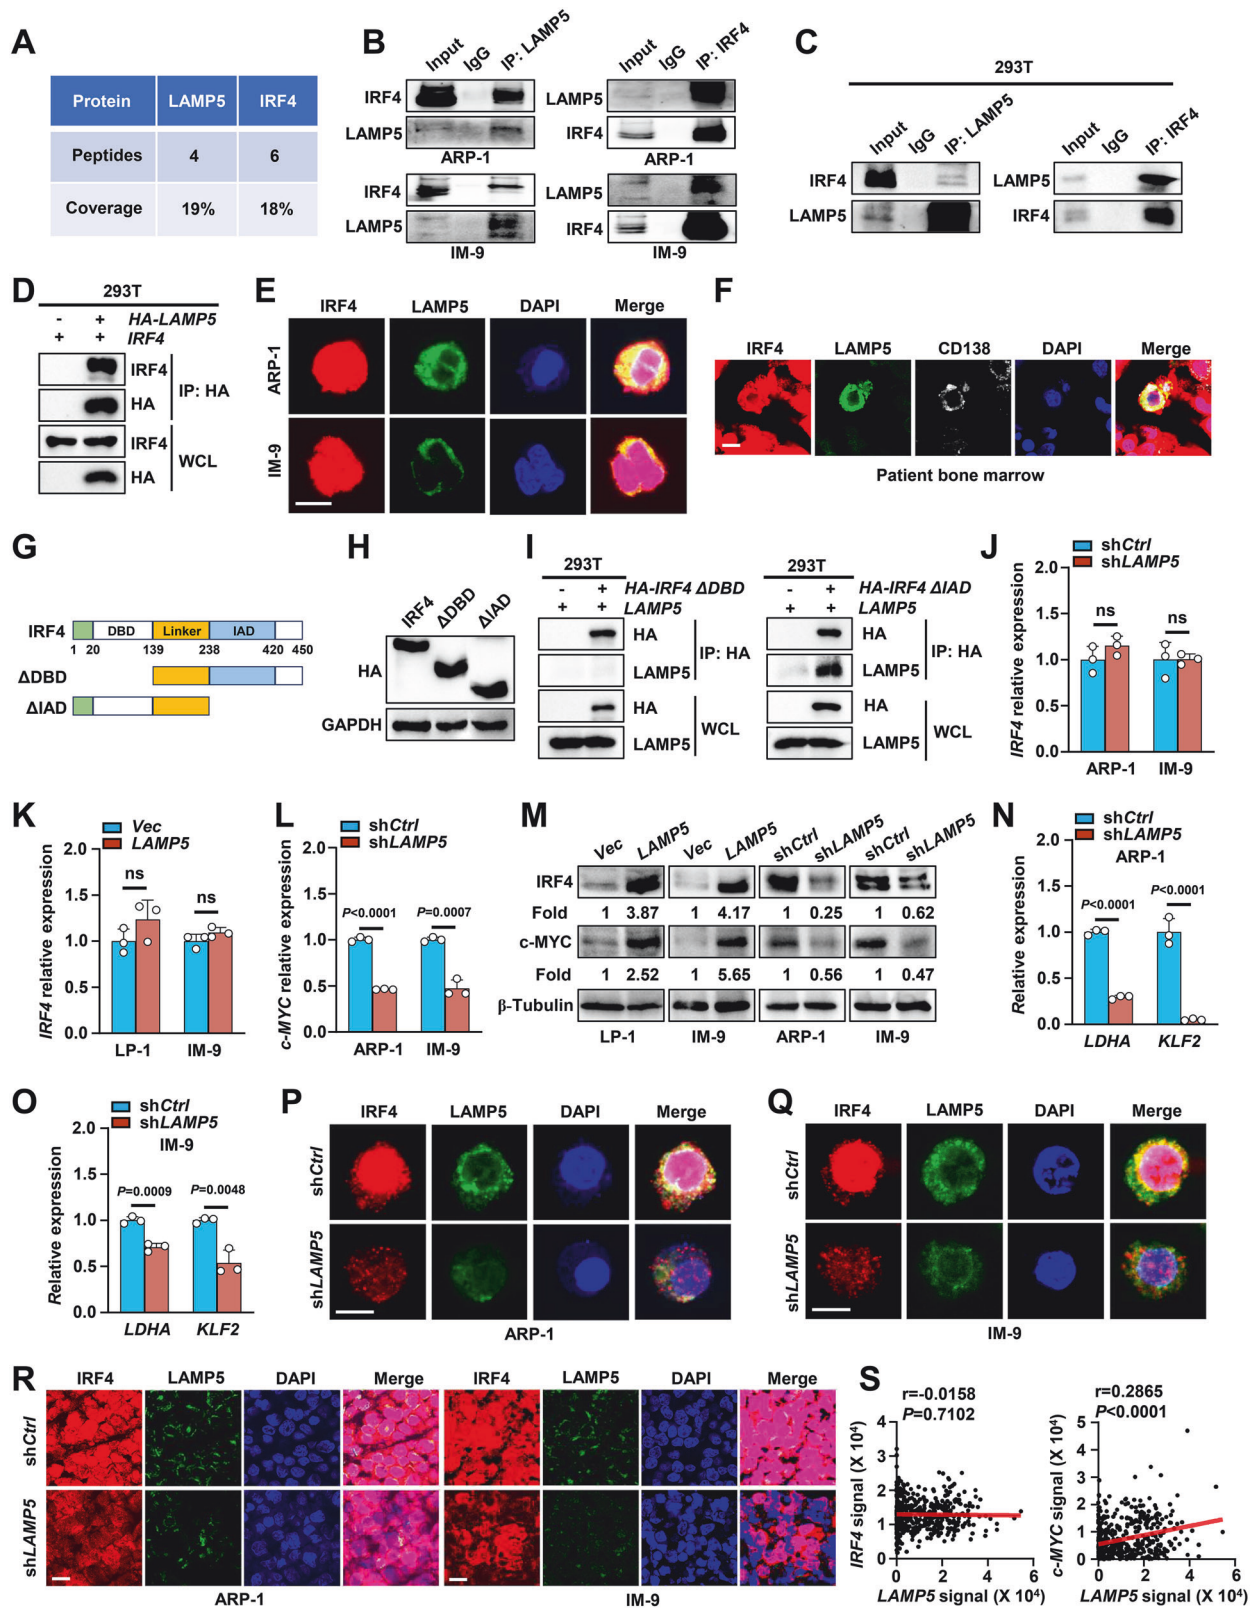 A
Protein LAMP5 IRF4
Peptides 4 6
Coverage 19% 18%
B
Input IgG IP: LAMP5
IRF4
LAMP5
ARP-1
IRF4
LAMP5
IM-9
Input IgG IP: IRF4
LAMP5
IRF4
ARP-1
LAMP5
IRF4
IM-9
C
293T
Input IgG IP: LAMP5
IRF4
LAMP5
Input IgG IP: IRF4
LAMP5
IRF4
D
293T
- + HA-LAMP5
+ + IRF4
IRF4
HA
IP: HA
IRF4
HA
WCL
E
IRF4 LAMP5 DAPI Merge
ARP-1
IM-9
F
IRF4 LAMP5 CD138 DAPI Merge
Patient bone marrow
G
IRF4 DBD Linker IAD
1 20 139 238 420 450
ΔDBD
ΔIAD
H
IRF4 ΔDBD ΔIAD
HA
GAPDH
I
293T
- + HA-IRF4 ΔDBD
+ + LAMP5
HA
LAMP5
IP: HA
HA
LAMP5
WCL
293T
- + HA-IRF4 ΔIAD
+ + LAMP5
HA
LAMP5
IP: HA
HA
LAMP5
WCL
J
shCtrl
shLAMP5
IRF4 relative expression
2.0
1.5
1.0
0.5
0.0
ns ns
ARP-1 IM-9
K
Vec
LAMP5
IRF4 relative expression
2.0
1.5
1.0
0.5
0.0
ns ns
LP-1 IM-9
L
shCtrl
shLAMP5
c-MYC relative expression
2.0
1.5
1.0
0.5
0.0
P<0.0001 P=0.0007
ARP-1 IM-9
M
Vec LAMP5 Vec LAMP5 shCtrl shLAMP5 shCtrl shLAMP5
IRF4
Fold 1 3.87 1 4.17 1 0.25 1 0.62
c-MYC
Fold 1 2.52 1 5.65 1 0.56 1 0.47
β-Tubulin
LP-1 IM-9 ARP-1 IM-9
N
shCtrl
shLAMP5
ARP-1
Relative expression
2.0
1.5
1.0
0.5
0.0
P<0.0001
P<0.0001
LDHA KLF2
O
shCtrl
shLAMP5
IM-9
Relative expression
2.0
1.5
1.0
0.5
0.0
P=0.0009 P=0.0048
LDHA KLF2
P
IRF4 LAMP5 DAPI Merge
shCtrl
shLAMP5
ARP-1
Q
IRF4 LAMP5 DAPI Merge
shCtrl
shLAMP5
IM-9
R
IRF4 LAMP5 DAPI Merge IRF4 LAMP5 DAPI Merge
shCtrl
shLAMP5
ARP-1 IM-9
S
r=-0.0158
P=0.7102
IRF4 signal (X 10⁴)
4
3
2
1
0
0 2 4 6
LAMP5 signal (X 10⁴)
r=0.2865
P<0.0001
c-MYC signal (X 10⁴)
5
4
3
2
1
0
0 2 4 6
LAMP5 signal (X 10⁴)